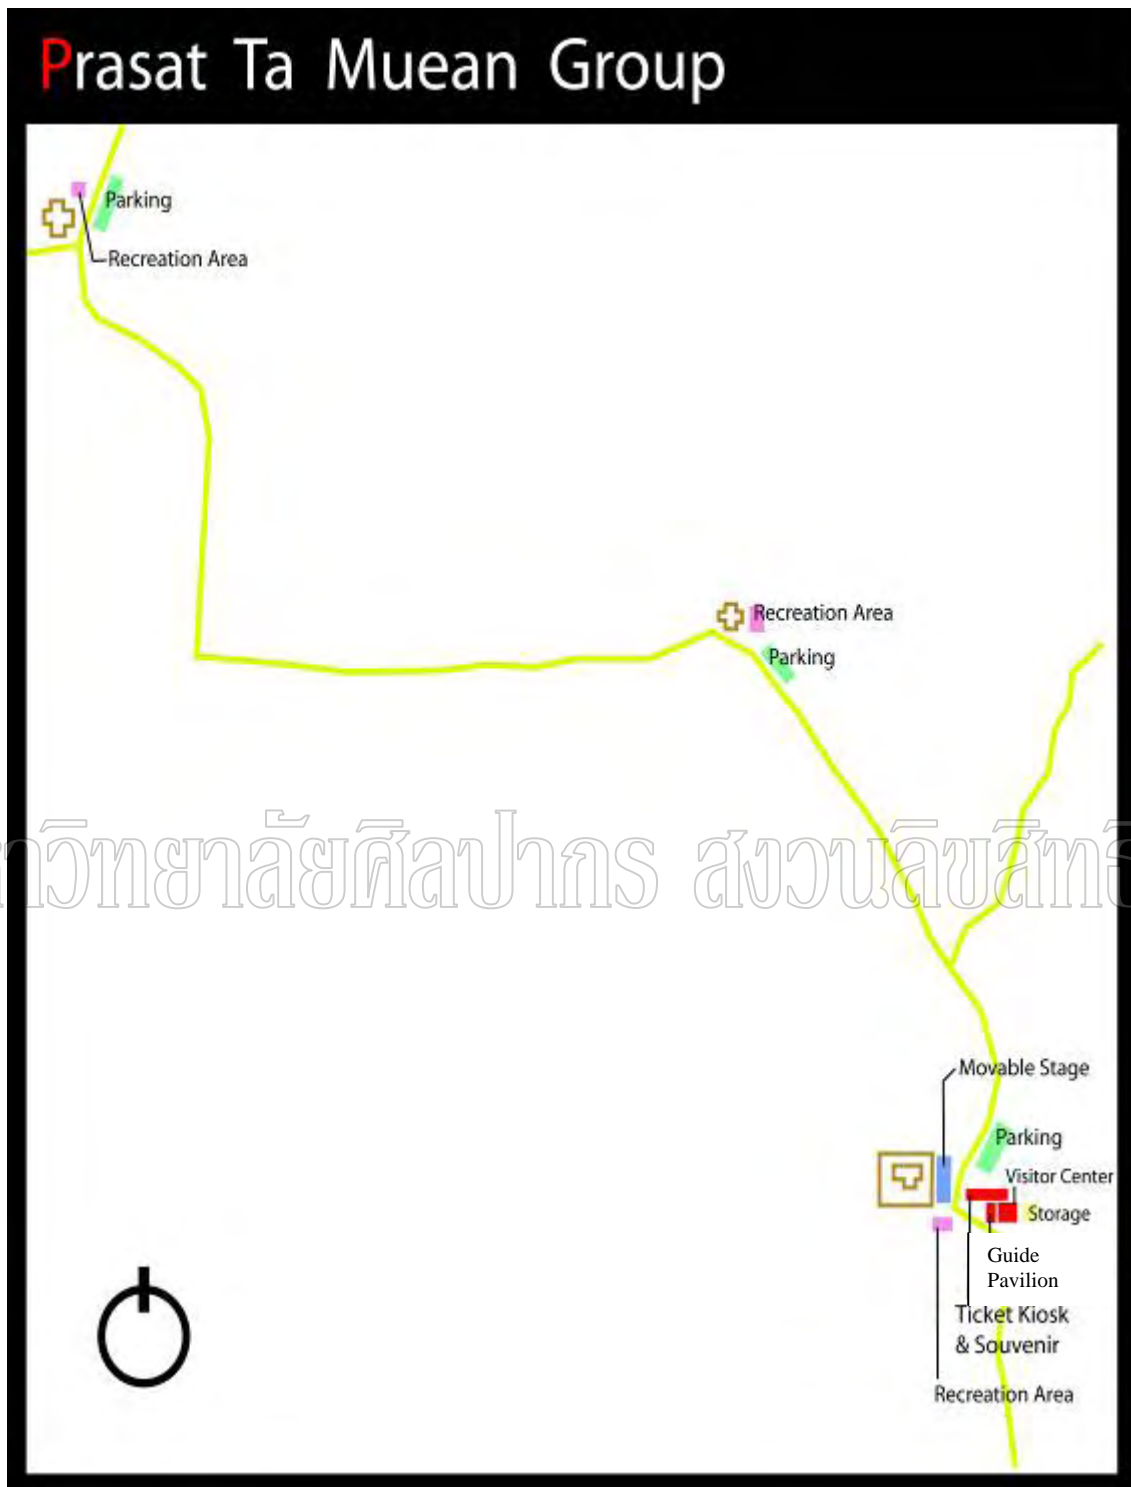 Prasat Ta Muean Group
Parking
Recreation Area
Recreation Area
Parking
วิทยาลัยศิลปากร สงวนลิขสิทธิ์
Movable Stage
Parking
Visitor Center
Storage
Guide
Pavilion
Ticket Kiosk
& Souvenir
Recreation Area